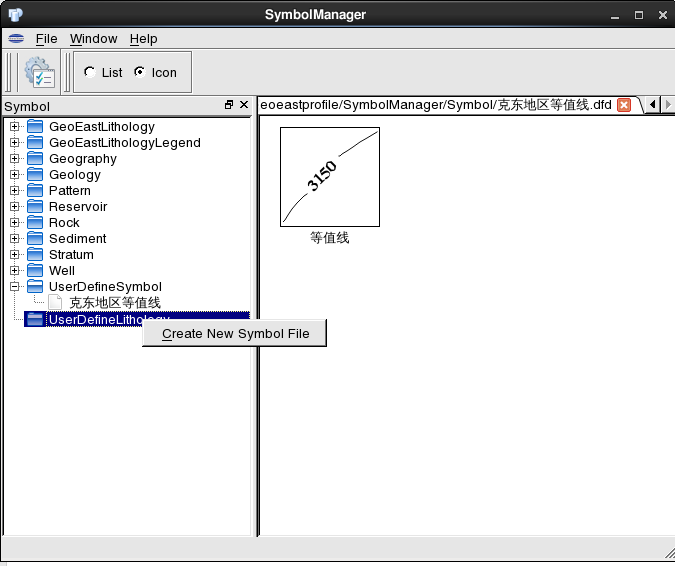 SymbolManager
File Window Help
List Icon
Symbol
eoeastprofile/SymbolManager/Symbol/克东地区等值线.dfd
GeoEastLithology
GeoEastLithologyLegend
Geography
Geology
Pattern
Reservoir
Rock
Sediment
Stratum
Well
UserDefineSymbol
克东地区等值线
UserDefineLithology
Create New Symbol File
3150
等值线